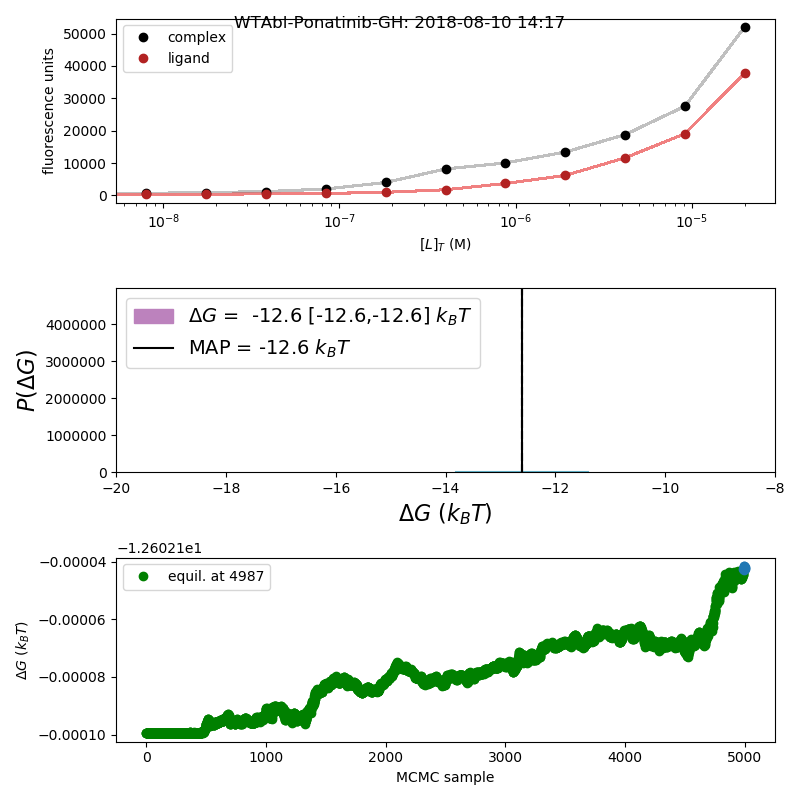 WTAbl-Ponatinib-GH: 2018-08-10 14:17
complex
ligand
fluorescence units
50000
40000
30000
20000
10000
0
10⁻⁸ 10⁻⁷ 10⁻⁶ 10⁻⁵
[L]_T (M)
ΔG = -12.6 [-12.6,-12.6] k_BT
MAP = -12.6 k_BT
P(ΔG)
4000000
3000000
2000000
1000000
0
−20 −18 −16 −14 −12 −10 −8
ΔG (k_BT)
−1.26021e1
equil. at 4987
ΔG (k_BT)
−0.00004
−0.00006
−0.00008
−0.00010
0 1000 2000 3000 4000 5000
MCMC sample